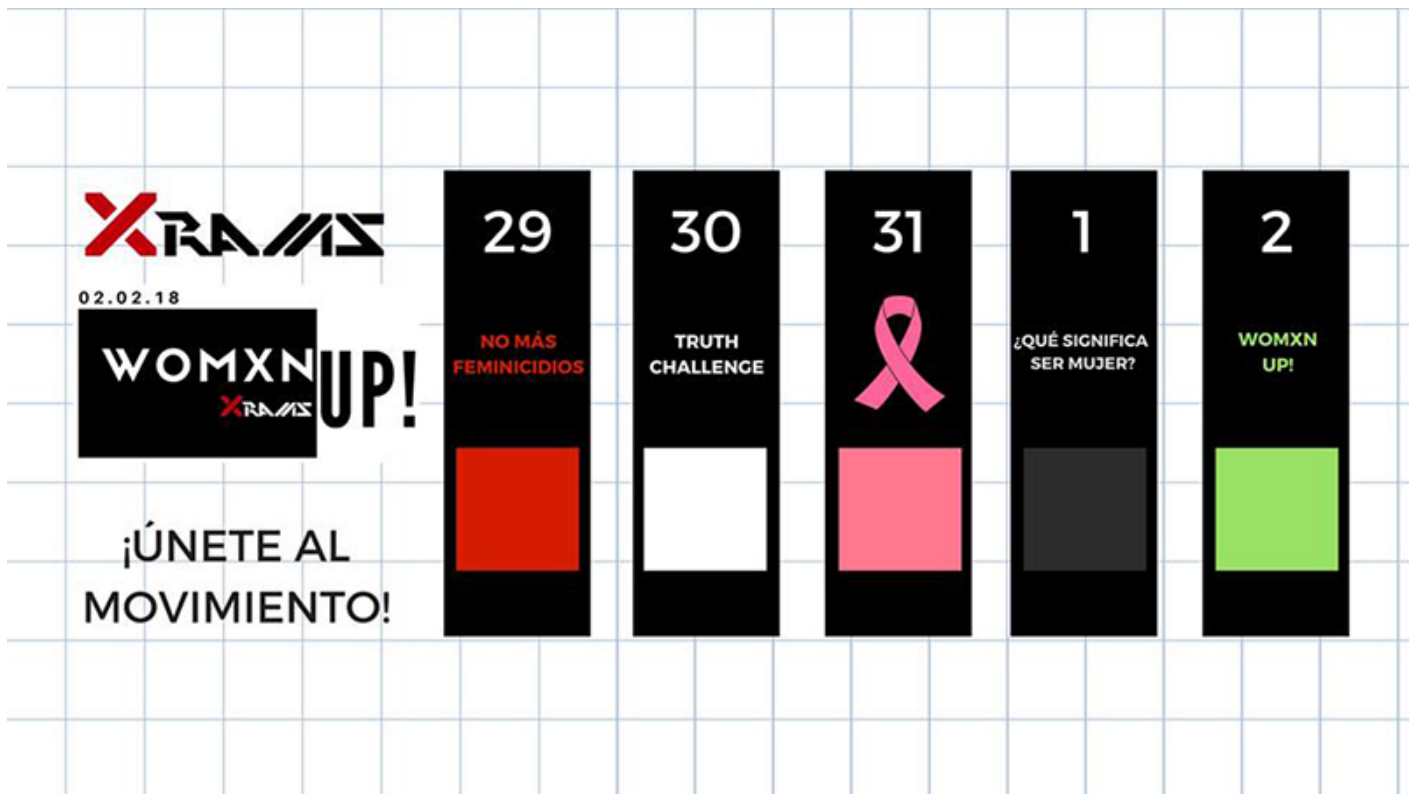 XRAMS
02.02.18
WOMXN
XRAMS
UP!
¡ÚNETE AL
MOVIMIENTO!
29
NO MÁS
FEMINICIDIOS
30
TRUTH
CHALLENGE
31
1
¿QUÉ SIGNIFICA
SER MUJER?
2
WOMXN
UP!